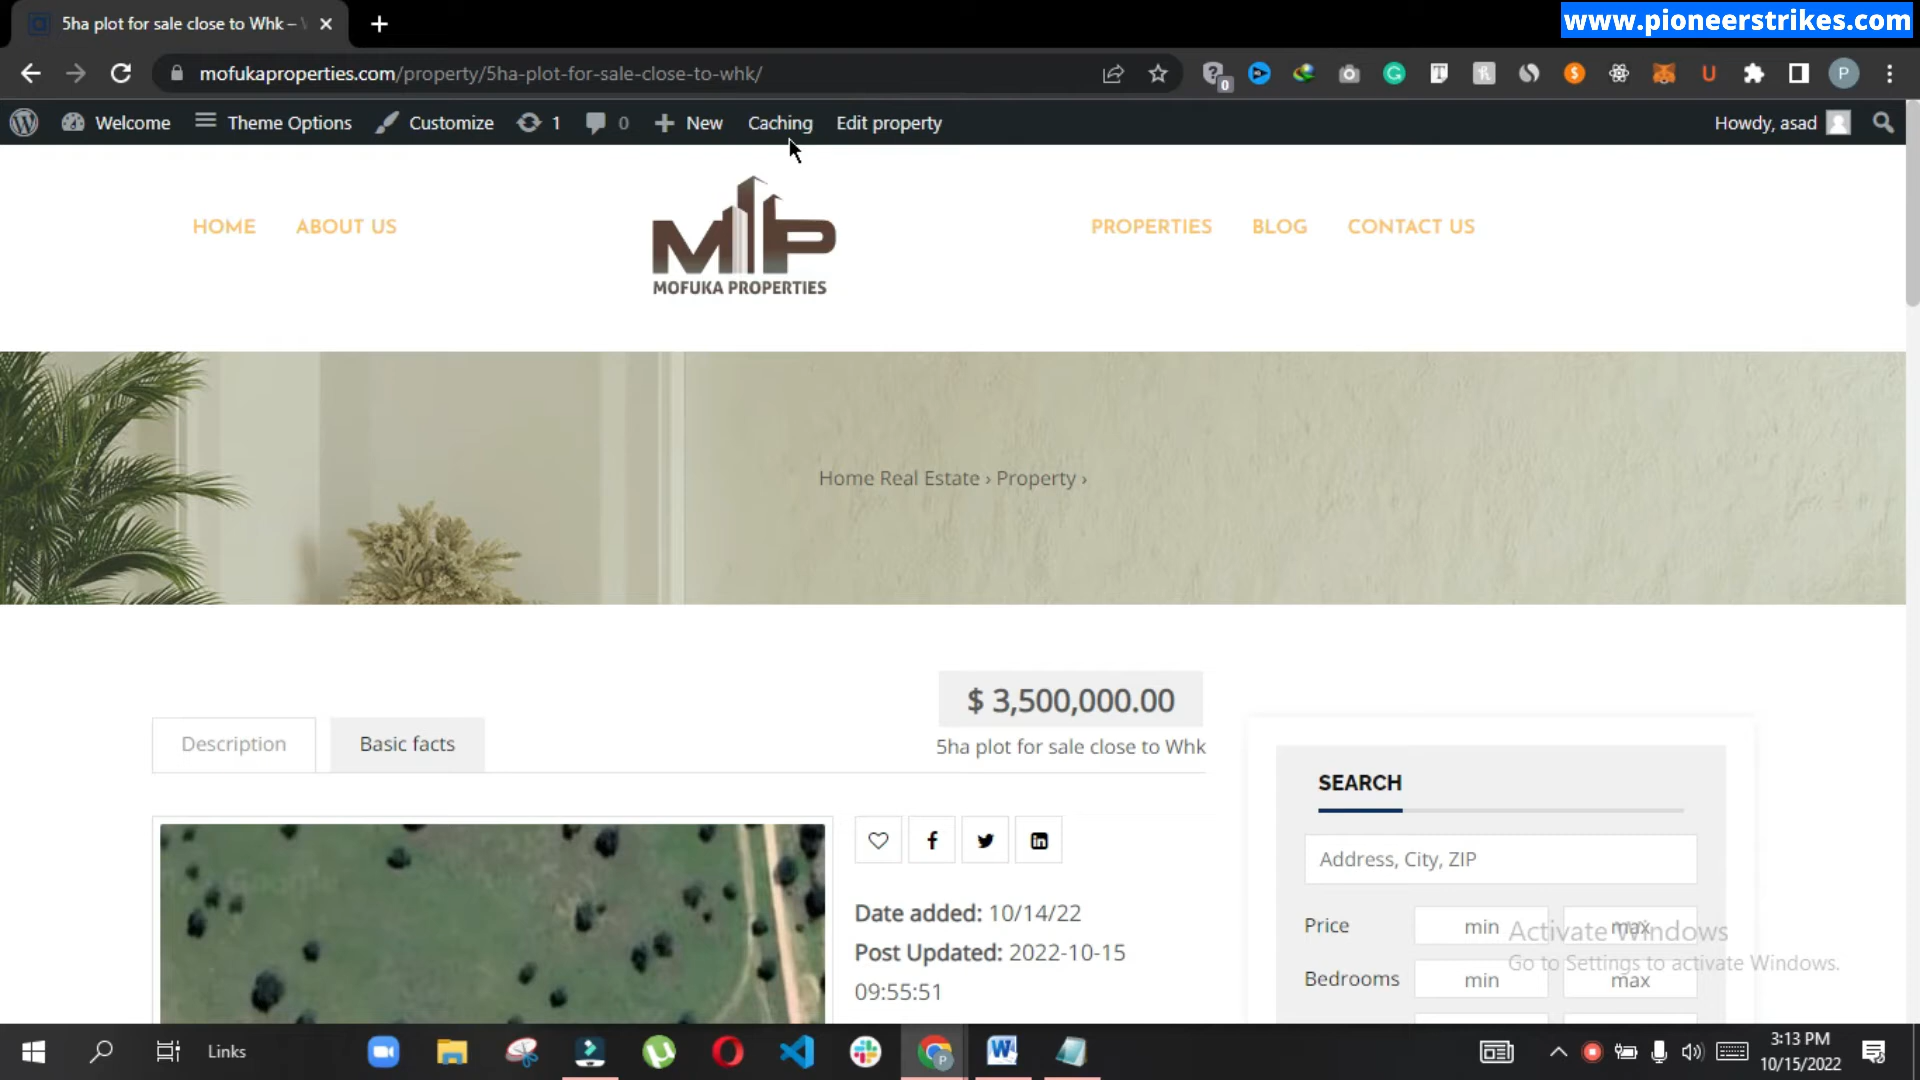 5ha plot for sale close to Whk –
www.pioneerstrikes.com
mofukaproperties.com/property/5ha-plot-for-sale-close-to-whk/
0
P
Welcome
Theme Options
Customize
1
0
New
Caching
Edit property
Howdy, asad
HOME
ABOUT US
MP
MOFUKA PROPERTIES
PROPERTIES
BLOG
CONTACT US
Home Real Estate › Property ›
$ 3,500,000.00
5ha plot for sale close to Whk
Description
Basic facts
SEARCH
Address, City, ZIP
Date added: 10/14/22
Post Updated: 2022-10-15
09:55:51
Price
min
max
Bedrooms
min
max
Activate Windows
Go to Settings to activate Windows.
Links
3:13 PM
10/15/2022